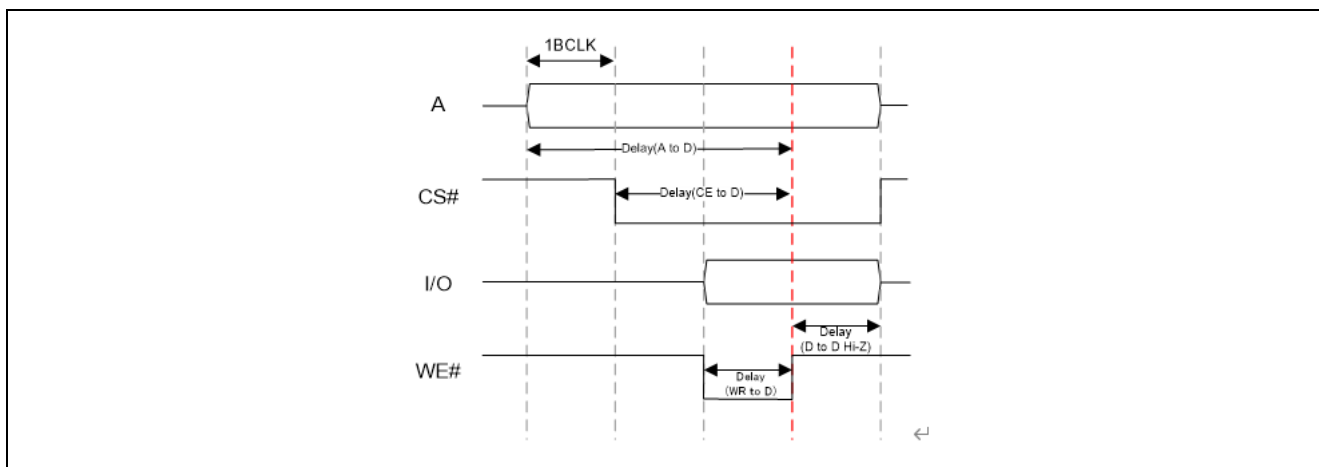 1BCLK
A
Delay(A to D)
CS#
Delay(CE to D)
I/O
Delay
(D to D Hi-Z)
WE#
Delay
(WR to D)
↵